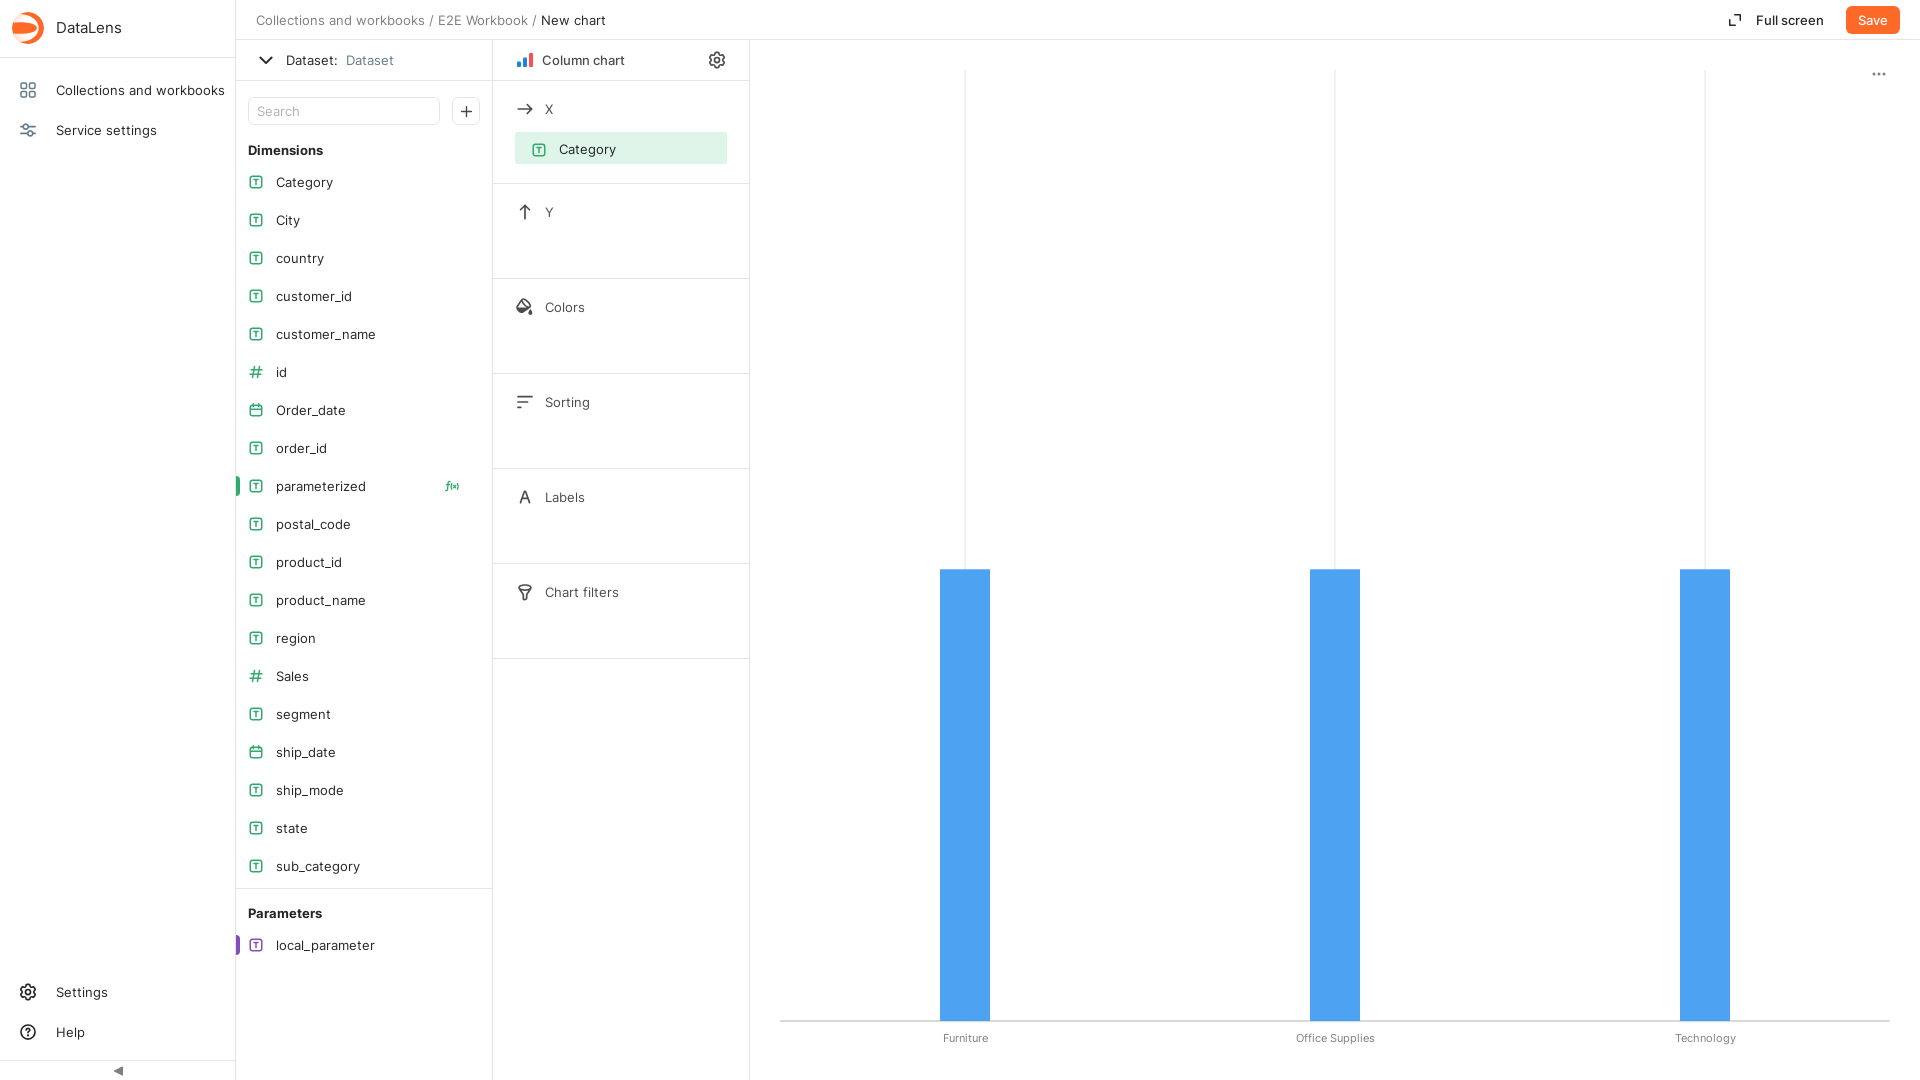 DataLens
Collections and workbooks
Service settings
Settings
Help
Collections and workbooks / E2E Workbook / New chart
Full screen
Save
Dataset: Dataset
Search
Dimensions
Category
City
country
customer_id
customer_name
id
Order_date
order_id
parameterized
ƒ(x)
postal_code
product_id
product_name
region
Sales
segment
ship_date
ship_mode
state
sub_category
Parameters
local_parameter
Column chart
X
Category
Y
Colors
Sorting
Labels
Chart filters
Furniture
Office Supplies
Technology